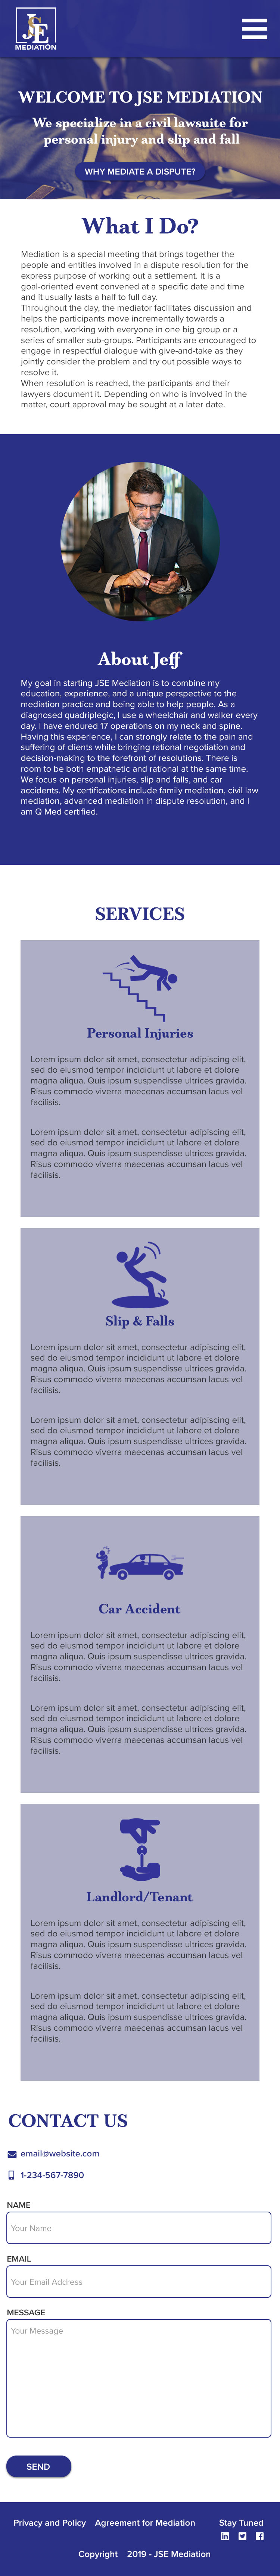 JSE
MEDIATION
WELCOME TO JSE MEDIATION
We specialize in a civil lawsuite for
personal injury and slip and fall
WHY MEDIATE A DISPUTE?
What I Do?
Mediation is a special meeting that brings together the
people and entities involved in a dispute resolution for the
express purpose of working out a settlement. It is a
goal-oriented event convened at a specific date and time
and it usually lasts a half to full day.
Throughout the day, the mediator facilitates discussion and
helps the participants move incrementally towards a
resolution, working with everyone in one big group or a
series of smaller sub-groups. Participants are encouraged to
engage in respectful dialogue with give-and-take as they
jointly consider the problem and try out possible ways to
resolve it.
When resolution is reached, the participants and their
lawyers document it. Depending on who is involved in the
matter, court approval may be sought at a later date.
About Jeff
My goal in starting JSE Mediation is to combine my
education, experience, and a unique perspective to the
mediation practice and being able to help people. As a
diagnosed quadriplegic, I use a wheelchair and walker every
day. I have endured 17 operations on my neck and spine.
Having this experience, I can strongly relate to the pain and
suffering of clients while bringing rational negotiation and
decision-making to the forefront of resolutions. There is
room to be both empathetic and rational at the same time.
We focus on personal injuries, slip and falls, and car
accidents. My certifications include family mediation, civil law
mediation, advanced mediation in dispute resolution, and I
am Q Med certified.
SERVICES
Personal Injuries
Lorem ipsum dolor sit amet, consectetur adipiscing elit,
sed do eiusmod tempor incididunt ut labore et dolore
magna aliqua. Quis ipsum suspendisse ultrices gravida.
Risus commodo viverra maecenas accumsan lacus vel
facilisis.
Lorem ipsum dolor sit amet, consectetur adipiscing elit,
sed do eiusmod tempor incididunt ut labore et dolore
magna aliqua. Quis ipsum suspendisse ultrices gravida.
Risus commodo viverra maecenas accumsan lacus vel
facilisis.
Slip & Falls
Lorem ipsum dolor sit amet, consectetur adipiscing elit,
sed do eiusmod tempor incididunt ut labore et dolore
magna aliqua. Quis ipsum suspendisse ultrices gravida.
Risus commodo viverra maecenas accumsan lacus vel
facilisis.
Lorem ipsum dolor sit amet, consectetur adipiscing elit,
sed do eiusmod tempor incididunt ut labore et dolore
magna aliqua. Quis ipsum suspendisse ultrices gravida.
Risus commodo viverra maecenas accumsan lacus vel
facilisis.
Car Accident
Lorem ipsum dolor sit amet, consectetur adipiscing elit,
sed do eiusmod tempor incididunt ut labore et dolore
magna aliqua. Quis ipsum suspendisse ultrices gravida.
Risus commodo viverra maecenas accumsan lacus vel
facilisis.
Lorem ipsum dolor sit amet, consectetur adipiscing elit,
sed do eiusmod tempor incididunt ut labore et dolore
magna aliqua. Quis ipsum suspendisse ultrices gravida.
Risus commodo viverra maecenas accumsan lacus vel
facilisis.
Landlord/Tenant
Lorem ipsum dolor sit amet, consectetur adipiscing elit,
sed do eiusmod tempor incididunt ut labore et dolore
magna aliqua. Quis ipsum suspendisse ultrices gravida.
Risus commodo viverra maecenas accumsan lacus vel
facilisis.
Lorem ipsum dolor sit amet, consectetur adipiscing elit,
sed do eiusmod tempor incididunt ut labore et dolore
magna aliqua. Quis ipsum suspendisse ultrices gravida.
Risus commodo viverra maecenas accumsan lacus vel
facilisis.
CONTACT US
email@website.com
1-234-567-7890
NAME
Your Name
EMAIL
Your Email Address
MESSAGE
Your Message
SEND
Privacy and Policy Agreement for Mediation Stay Tuned
Copyright 2019 - JSE Mediation